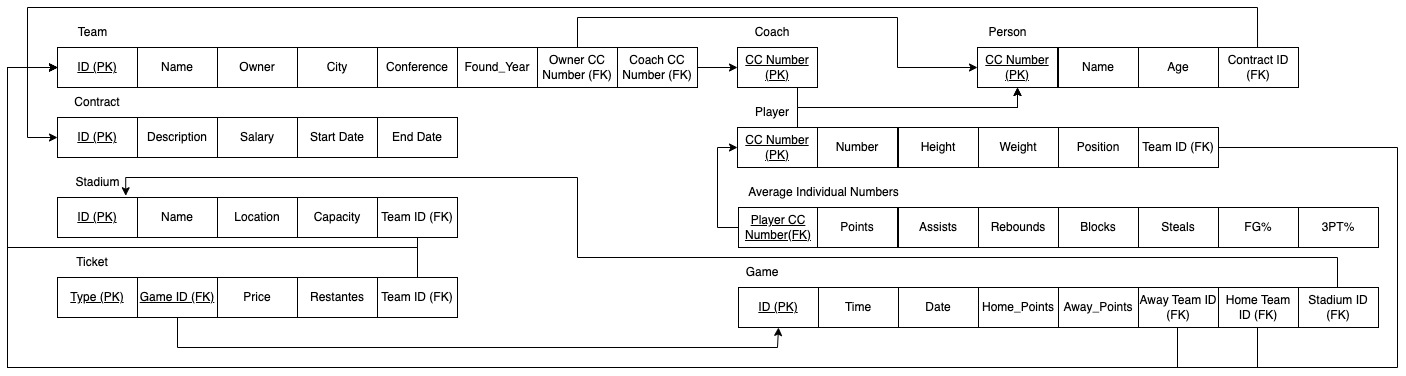 Team
Coach
Person
ID (PK)
Name
Owner
City
Conference
Found_Year
Owner CC
Number (FK)
Coach CC
Number (FK)
CC Number
(PK)
CC Number
(PK)
Name
Age
Contract ID
(FK)
Contract
ID (PK)
Description
Salary
Start Date
End Date
Player
CC Number
(PK)
Number
Height
Weight
Position
Team ID (FK)
Stadium
ID (PK)
Name
Location
Capacity
Team ID (FK)
Average Individual Numbers
Player CC
Number(FK)
Points
Assists
Rebounds
Blocks
Steals
FG%
3PT%
Ticket
Type (PK)
Game ID (FK)
Price
Restantes
Team ID (FK)
Game
ID (PK)
Time
Date
Home_Points
Away_Points
Away Team ID
(FK)
Home Team
ID (FK)
Stadium ID
(FK)